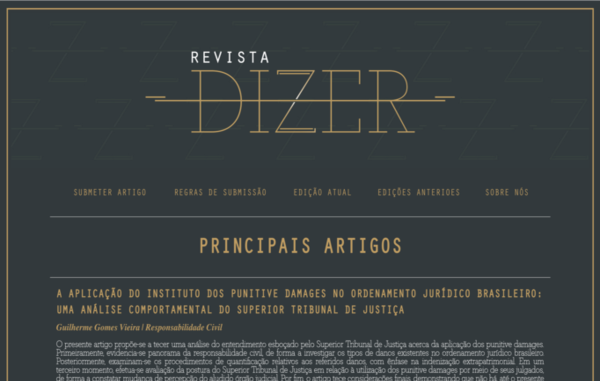 REVISTA
DIZER
SUBMETER ARTIGO REGRAS DE SUBMISSÃO EDIÇÃO ATUAL EDIÇÕES ANTERIOES SOBRE NÓS
PRINCIPAIS ARTIGOS
A APLICAÇÃO DO INSTITUTO DOS PUNITIVE DAMAGES NO ORDENAMENTO JURÍDICO BRASILEIRO:
UMA ANÁLISE COMPORTAMENTAL DO SUPERIOR TRIBUNAL DE JUSTIÇA
Guilherme Gomes Vieira | Responsabilidade Civil
O presente artigo propõe-se a tecer uma análise do entendimento esboçado pelo Superior Tribunal de Justiça acerca da aplicação dos punitive damages.
Primeiramente, evidencia-se panorama da responsabilidade civil, de forma a investigar os tipos de danos existentes no ordenamento jurídico brasileiro
Posteriormente, examinam-se os procedimentos de quantificação relativos aos referidos danos, com ênfase na indenização extrapatrimonial. Em um
terceiro momento, efetua-se avaliação da postura do Superior Tribunal de Justiça em relação à utilização dos punitive damages por meio de seus julgados,
de forma a constatar mudança de percepção do aludido órgão judicial. Por fim, o artigo tece considerações finais, demonstrando que não há até o presente